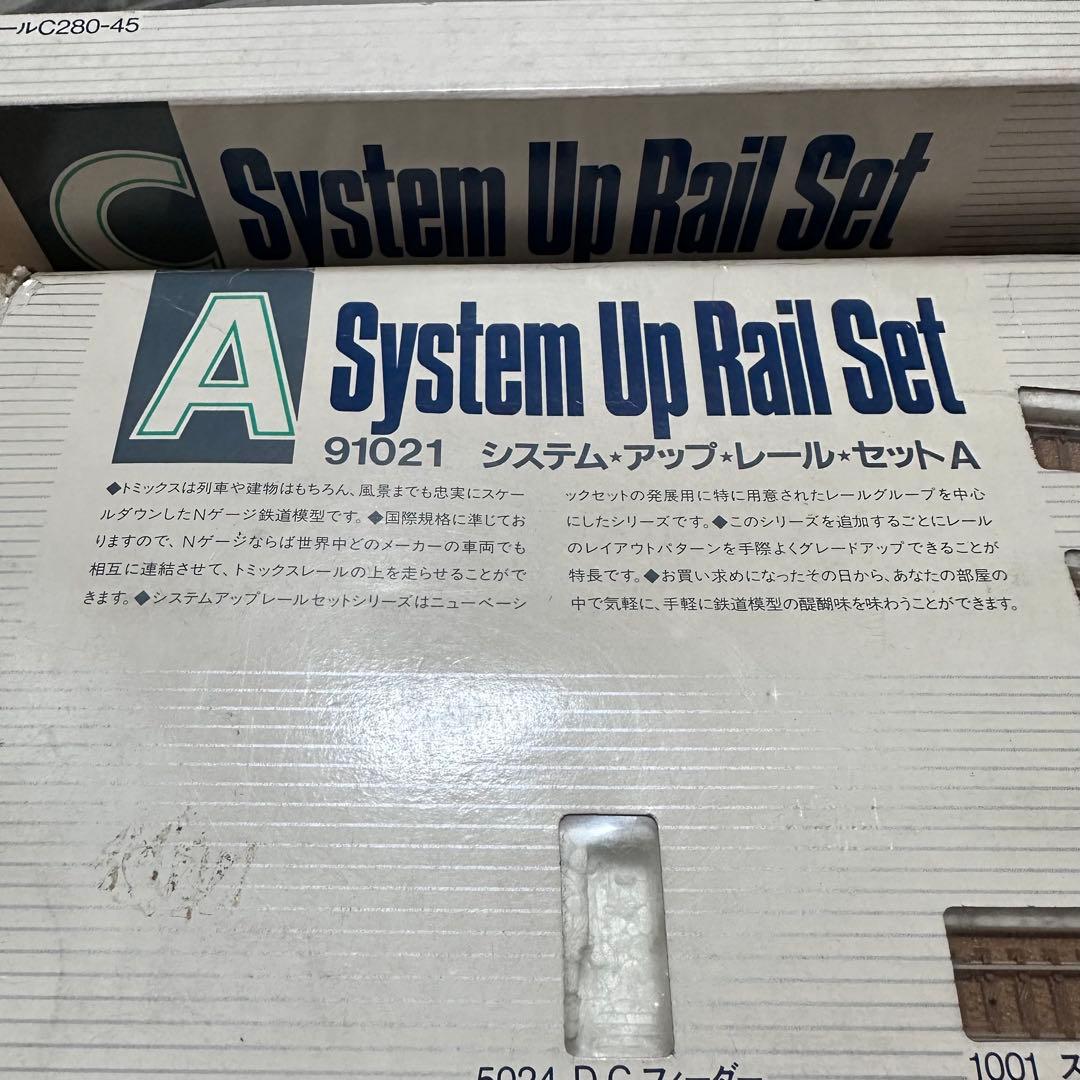 ールC280-45
C System Up Rail Set
A System Up Rail Set
91021 システム★アップ★レール★セットA
◆トミックスは列車や建物はもちろん、風景までも忠実にスケー
ルダウンしたNゲージ鉄道模型です。◆国際規格に準じてお
りますので、Nゲージならば世界中どのメーカーの車両でも
相互に連結させて、トミックスレールの上を走らせることがで
きます。◆システムアップレールセットシリーズはニューベーシ
ックセットの発展用に特に用意されたレールグループを中心
にしたシリーズです。◆このシリーズを追加するごとにレール
のレイアウトパターンを手際よくグレードアップできることが
特長です。◆お買い求めになったその日から、あなたの部屋の
中で気軽に、手軽に鉄道模型の醍醐味を味わうことができます。
5024 D.C.フィーダー
1001 ス